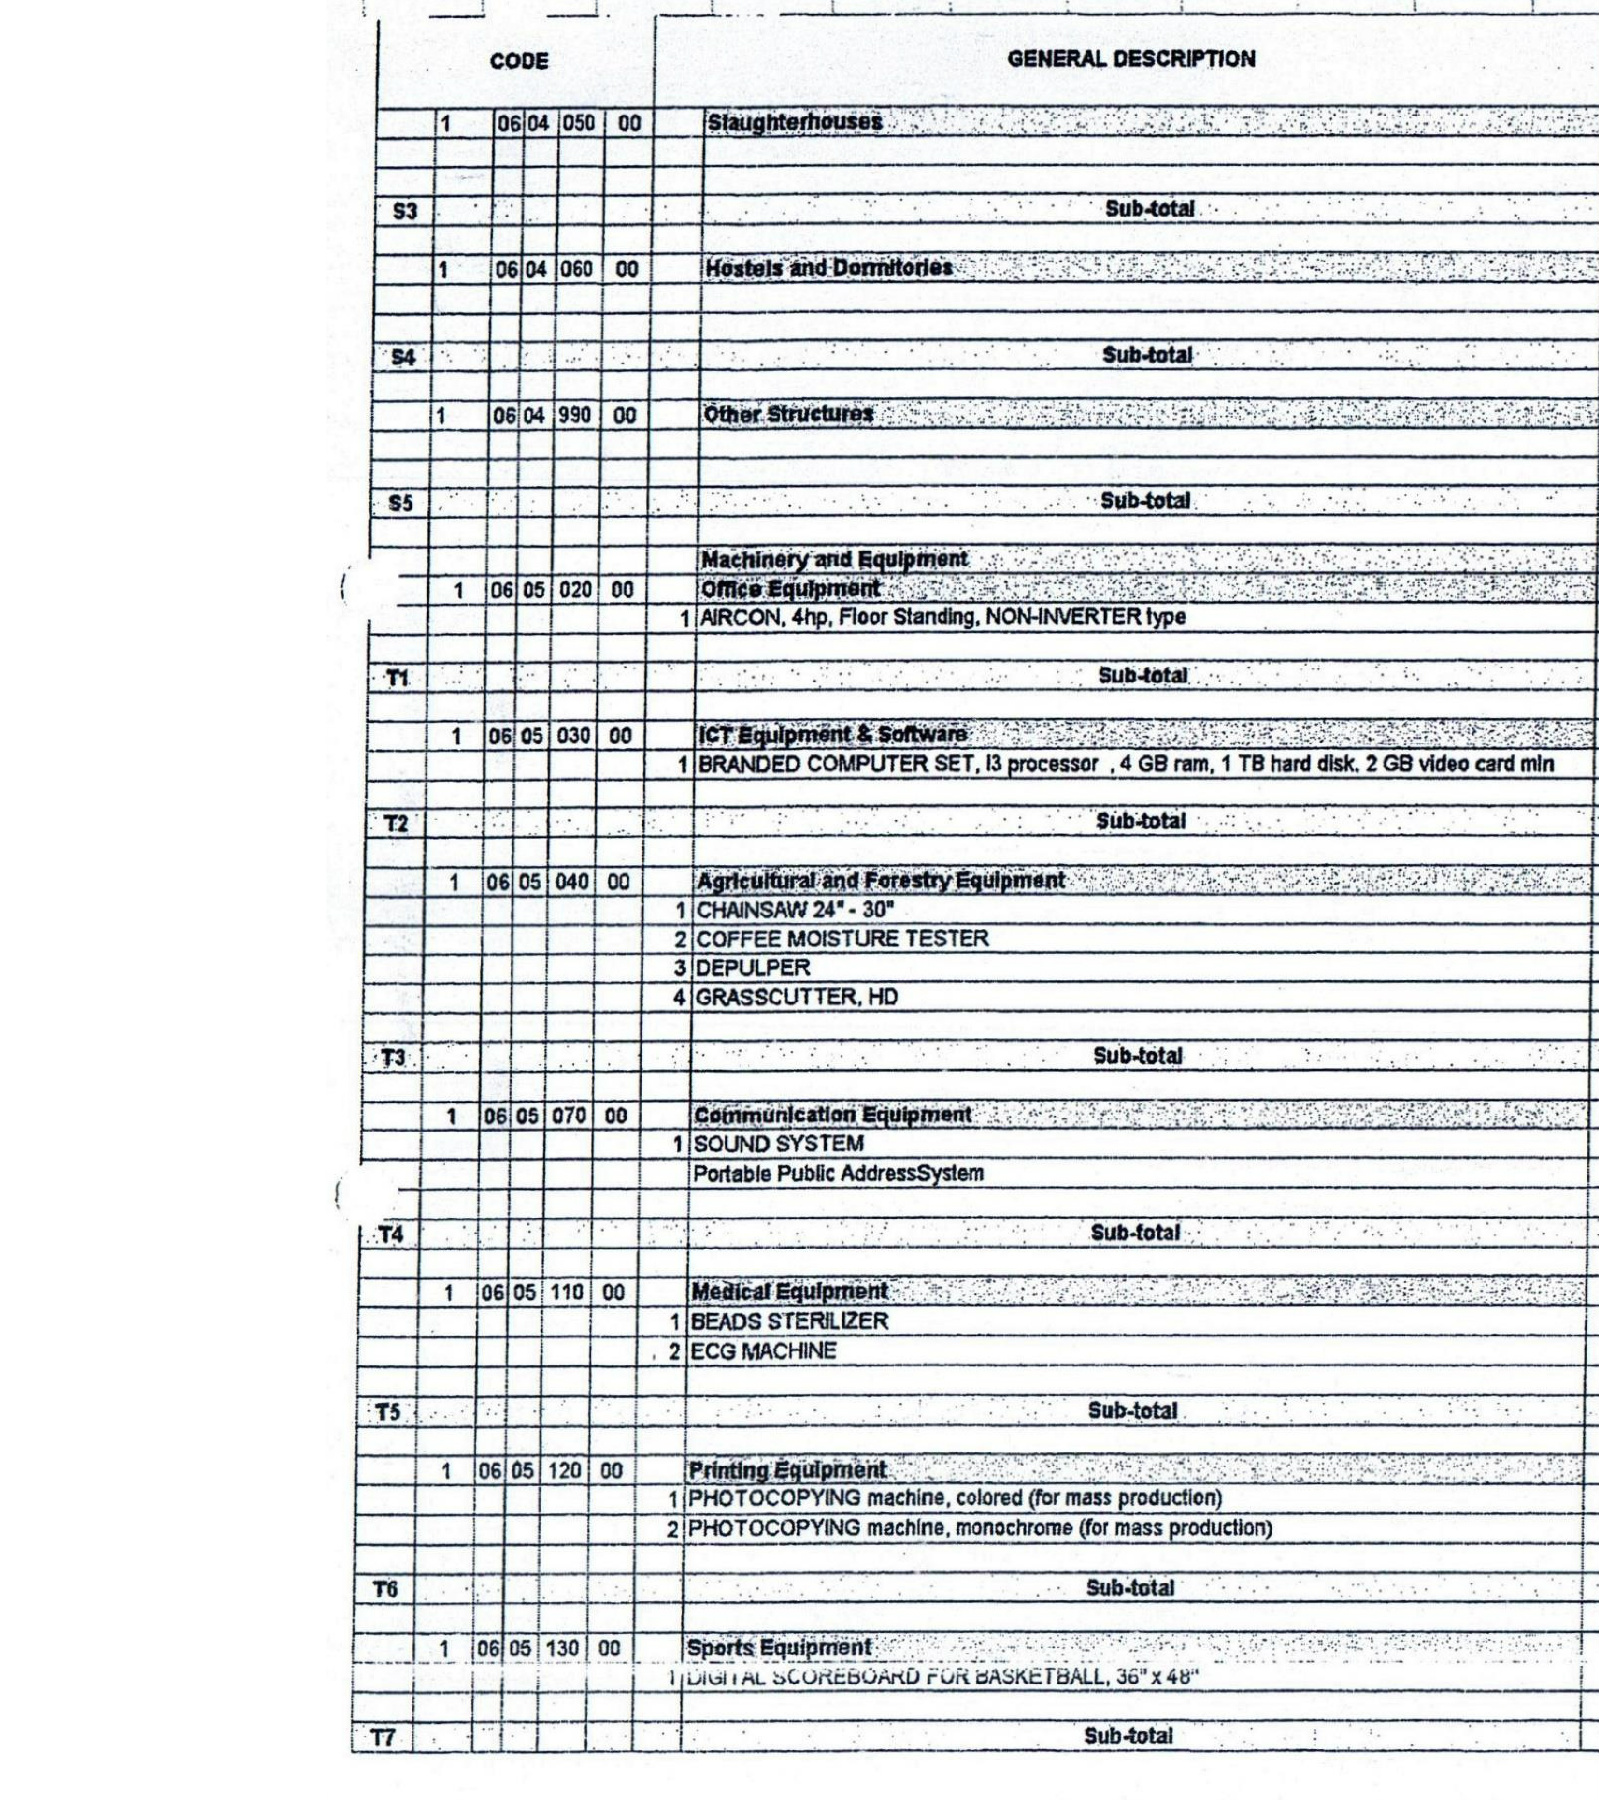 CODE GENERAL DESCRIPTION
1 06 04 050 00 Slaughterhouses
S3 Sub-total
1 06 04 060 00 Hostels and Dormitories
S4 Sub-total
1 06 04 990 00 Other Structures
S5 Sub-total
Machinery and Equipment
1 06 05 020 00 Office Equipment
1 AIRCON, 4hp, Floor Standing, NON-INVERTER type
T1 Sub-total
1 06 05 030 00 ICT Equipment & Software
1 BRANDED COMPUTER SET, I3 processor , 4 GB ram, 1 TB hard disk, 2 GB video card min
T2 Sub-total
1 06 05 040 00 Agricultural and Forestry Equipment
1 CHAINSAW 24" - 30"
2 COFFEE MOISTURE TESTER
3 DEPULPER
4 GRASSCUTTER, HD
T3 Sub-total
1 06 05 070 00 Communication Equipment
1 SOUND SYSTEM
Portable Public AddressSystem
T4 Sub-total
1 06 05 110 00 Medical Equipment
1 BEADS STERILIZER
2 ECG MACHINE
T5 Sub-total
1 06 05 120 00 Printing Equipment
1 PHOTOCOPYING machine, colored (for mass production)
2 PHOTOCOPYING machine, monochrome (for mass production)
T6 Sub-total
1 06 05 130 00 Sports Equipment
1 DIGITAL SCOREBOARD FOR BASKETBALL, 36" x 48"
T7 Sub-total